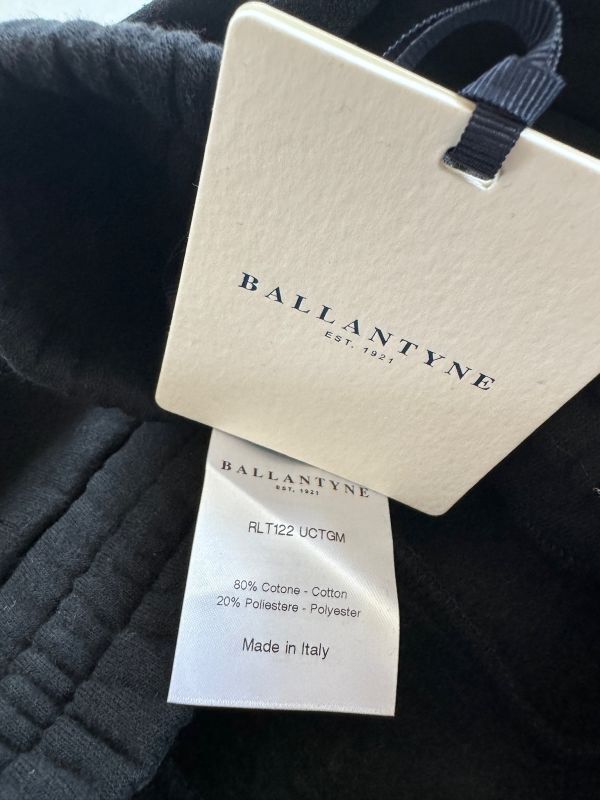 BALLANTYNE
EST. 1921
BALLANTYNE
EST. 1921
RLT122 UCTGM
80% Cotone - Cotton
20% Poliestere - Polyester
Made in Italy